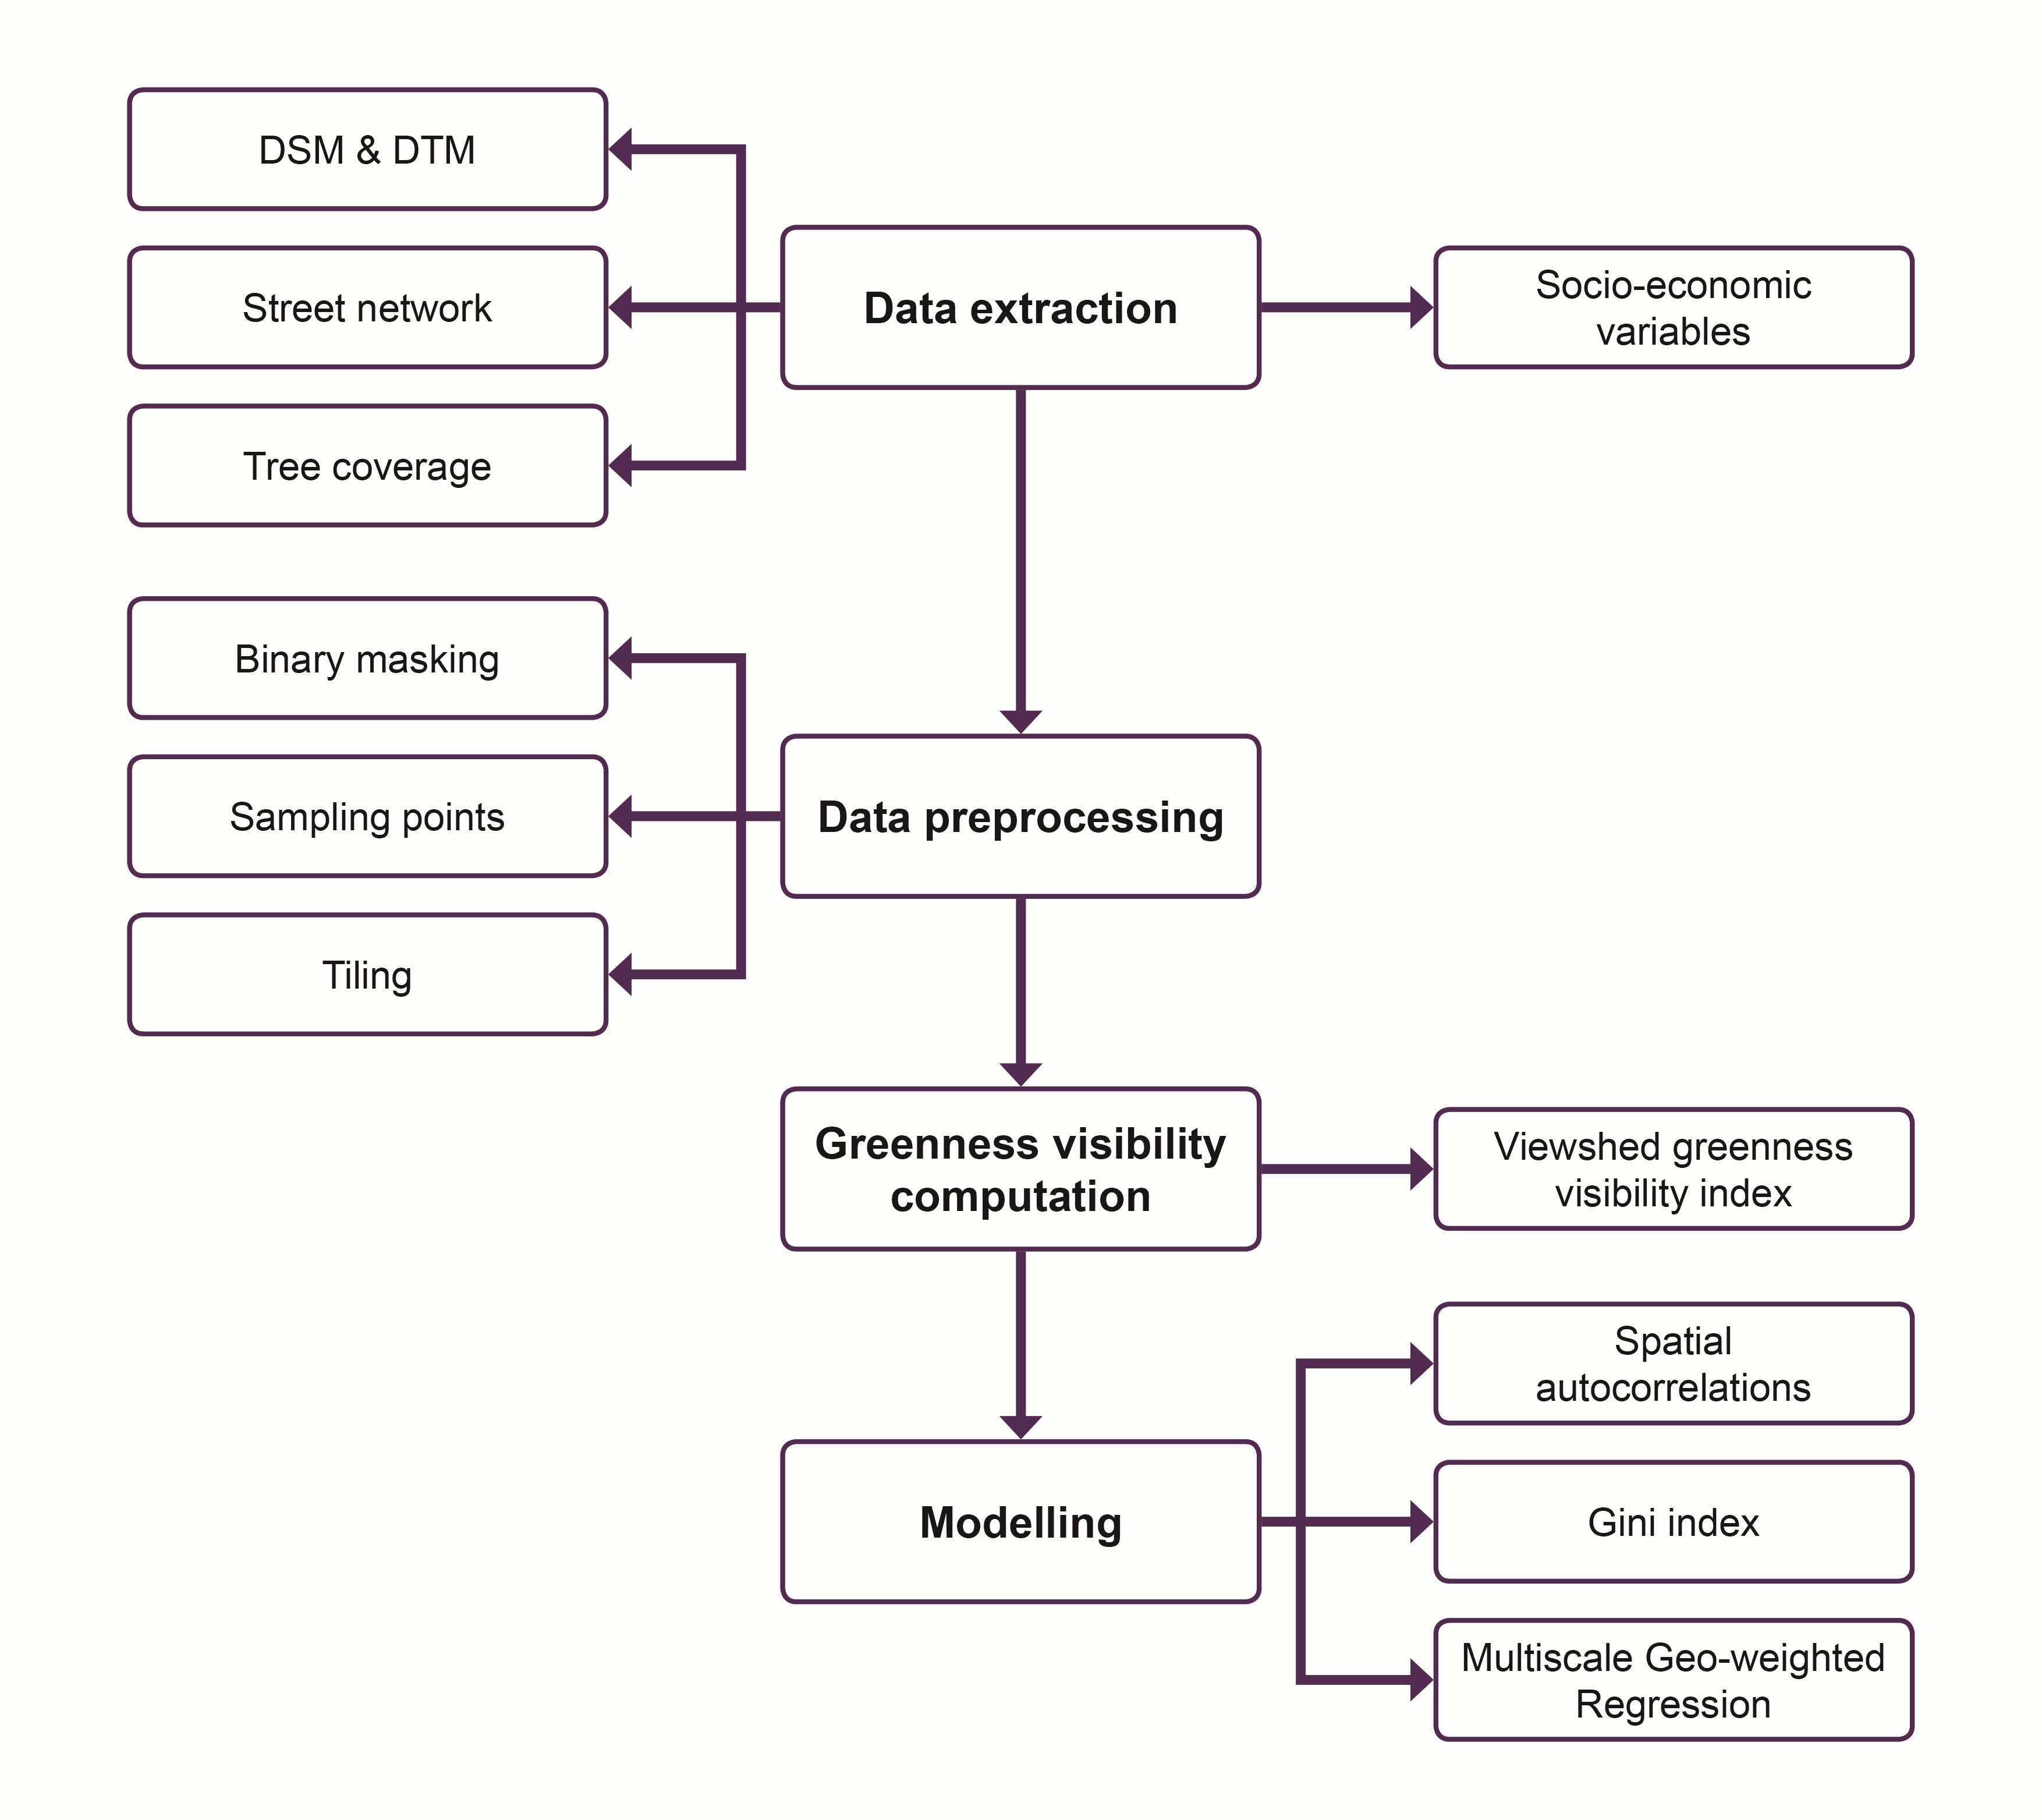 DSM & DTM
Street network
Tree coverage
Data extraction
Socio-economic
variables
Binary masking
Sampling points
Tiling
Data preprocessing
Greenness visibility
computation
Viewshed greenness
visibility index
Modelling
Spatial
autocorrelations
Gini index
Multiscale Geo-weighted
Regression